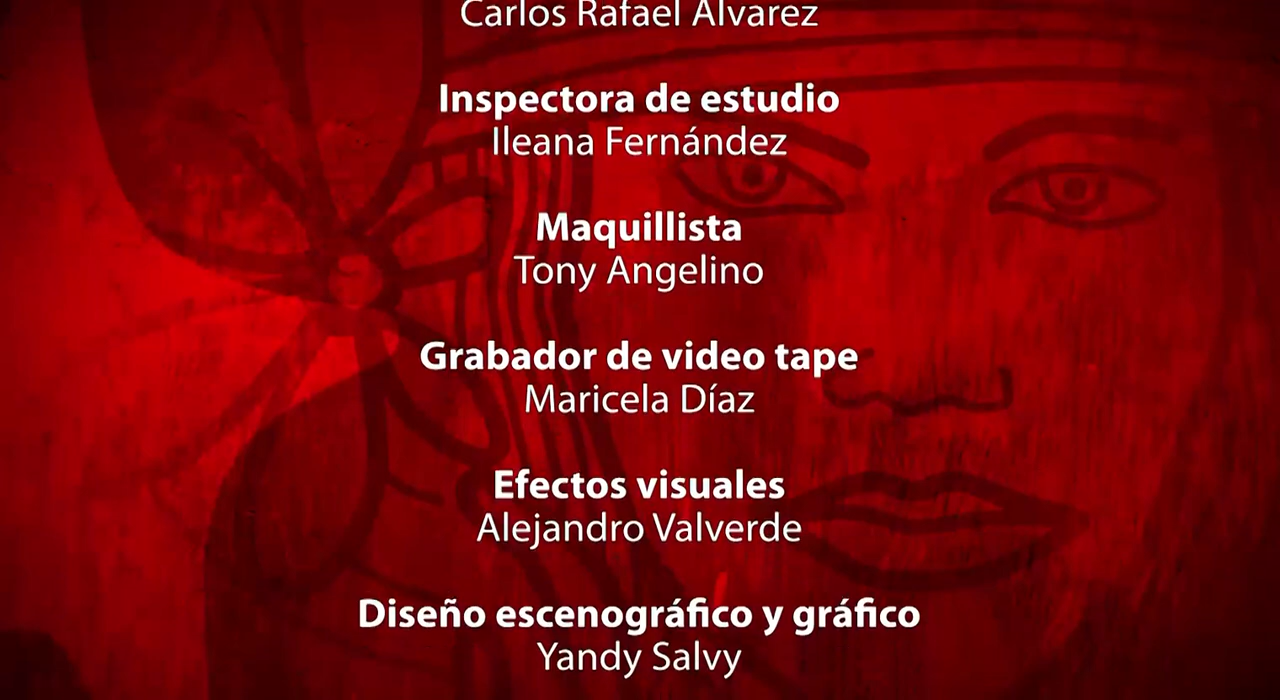 Carlos Rafael Álvarez
Inspectora de estudio
Ileana Fernández
Maquillista
Tony Angelino
Grabador de video tape
Maricela Díaz
Efectos visuales
Alejandro Valverde
Diseño escenográfico y gráfico
Yandy Salvy